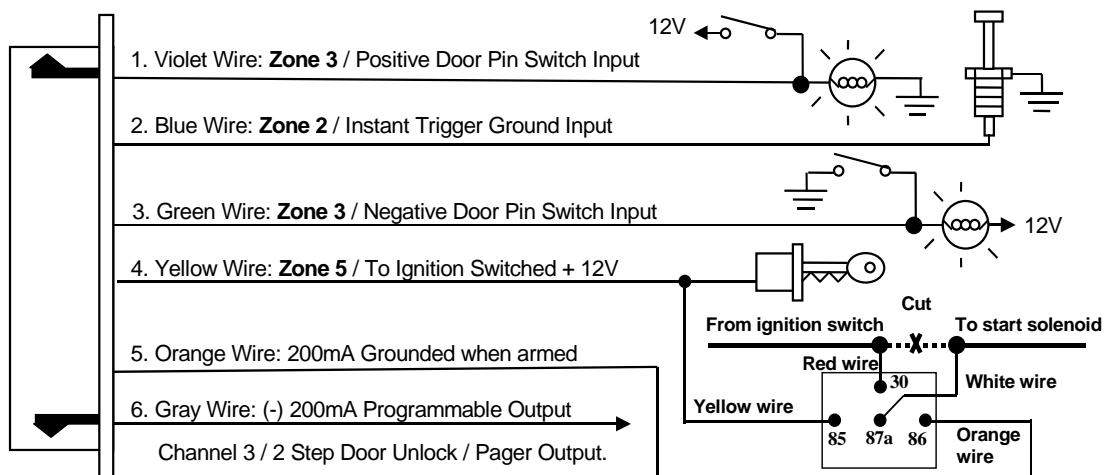 12V
1. Violet Wire: Zone 3 / Positive Door Pin Switch Input
2. Blue Wire: Zone 2 / Instant Trigger Ground Input
3. Green Wire: Zone 3 / Negative Door Pin Switch Input
12V
4. Yellow Wire: Zone 5 / To Ignition Switched + 12V
Cut
From ignition switch
To start solenoid
5. Orange Wire: 200mA Grounded when armed
Red wire
30
White wire
6. Gray Wire: (-) 200mA Programmable Output
Yellow wire
85 87a 86
Orange
wire
Channel 3 / 2 Step Door Unlock / Pager Output.